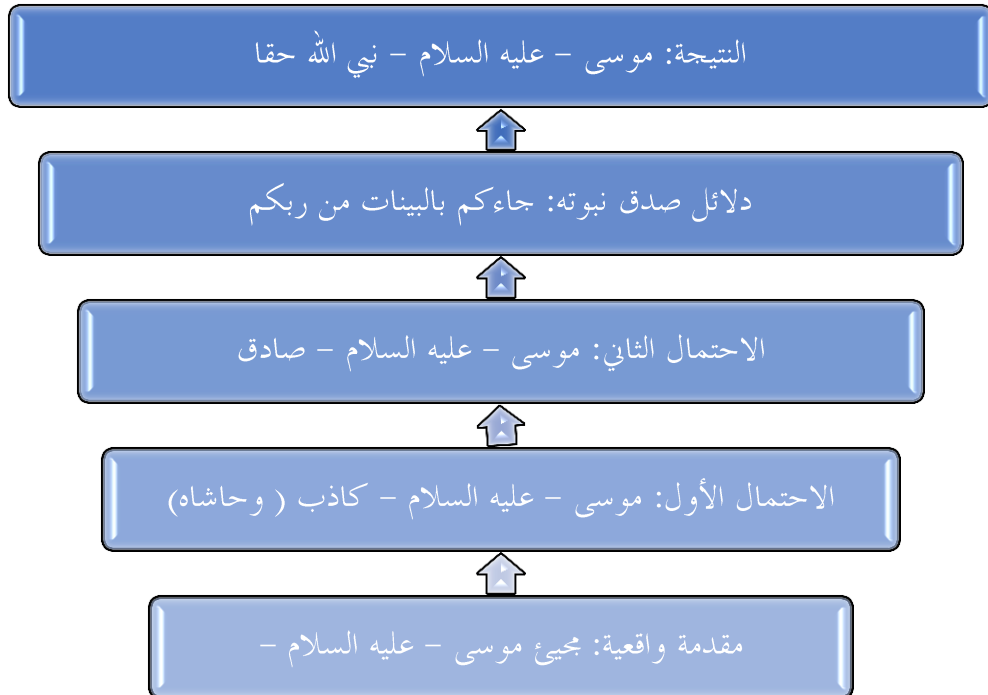 النتيجة: موسى – عليه السلام – نبي الله حقا
دلائل صدق نبوته: جاءكم بالبينات من ربكم
الاحتمال الثاني: موسى – عليه السلام – صادق
الاحتمال الأول: موسى – عليه السلام – كاذب ( وحاشاه)
مقدمة واقعية: مجيئ موسى – عليه السلام –